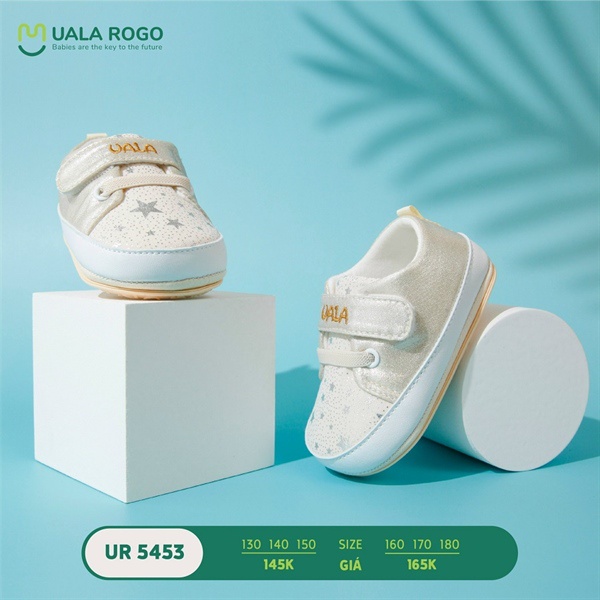 UALA ROGO
Babies are the key to the future
UALA
UALA
UR 5453
130 140 150 SIZE 160 170 180
145K GIÁ 165K